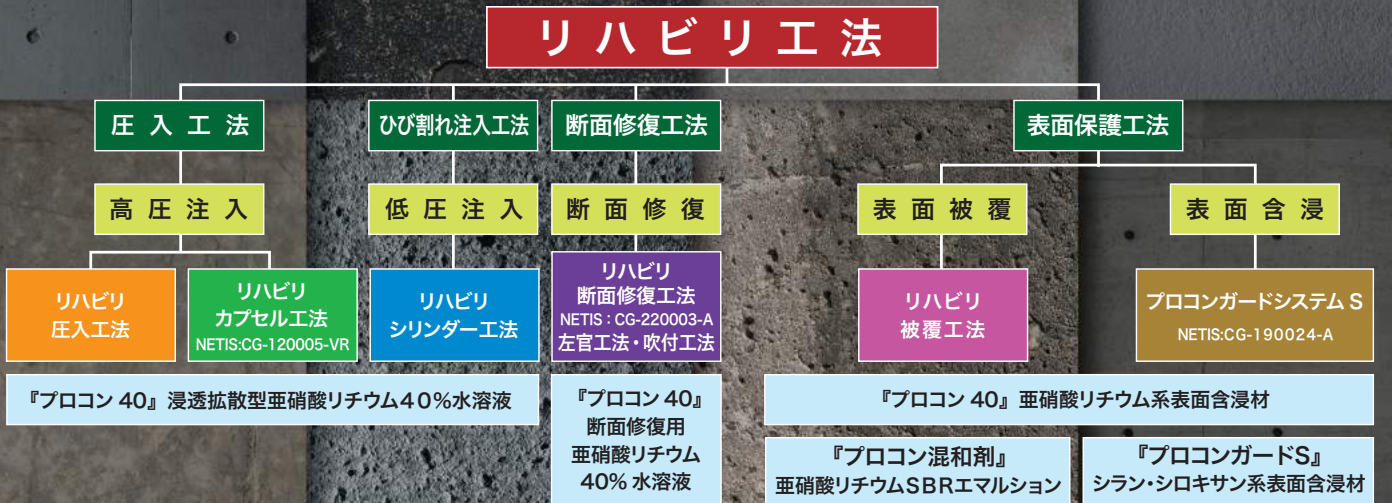 リハビリ工法
圧入工法
ひび割れ注入工法
断面修復工法
表面保護工法
高圧注入
低圧注入
断面修復
表面被覆
表面含浸
リハビリ
圧入工法
リハビリ
カプセル工法
NETIS:CG-120005-VR
リハビリ
シリンダー工法
リハビリ
断面修復工法
NETIS：CG-220003-A
左官工法・吹付工法
リハビリ
被覆工法
プロコンガードシステム S
NETIS:CG-190024-A
『プロコン 40』浸透拡散型亜硝酸リチウム40％水溶液
『プロコン 40』
断面修復用
亜硝酸リチウム
40% 水溶液
『プロコン 40』亜硝酸リチウム系表面含浸材
『プロコン混和剤』
亜硝酸リチウムSBRエマルション
『プロコンガードS』
シラン・シロキサン系表面含浸材